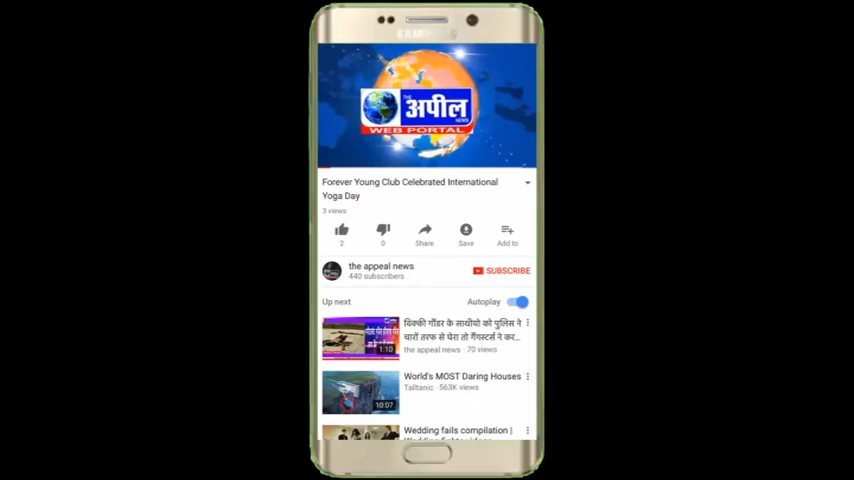 SAMSUNG
THE
अपील
NEWS
WEB PORTAL
Forever Young Club Celebrated International
Yoga Day
3 views
2
0
Share
Save
Add to
the appeal news
440 subscribers
SUBSCRIBE
Up next
Autoplay
विक्की गौंडर के साथीयो को पुलिस ने
चारों तरफ से घेरा तो गैंगस्टर्स ने कर...
the appeal news · 70 views
1:10
World's MOST Daring Houses
Talltanic · 563K views
10:07
Wedding fails compilation |